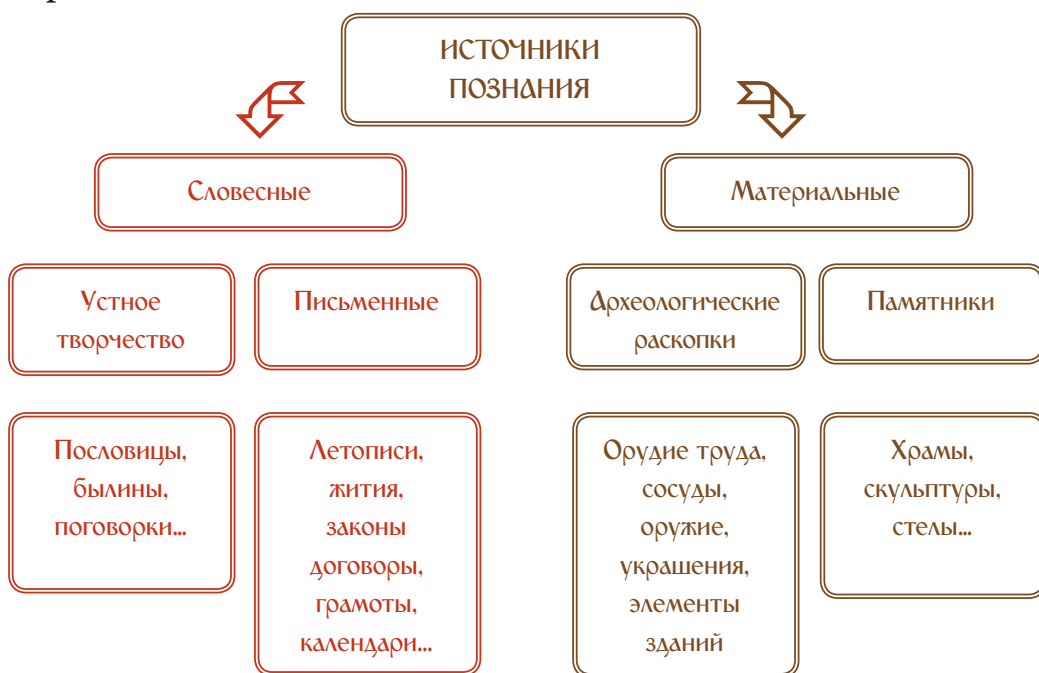 ИСТОЧНИКИ
ПОЗНАНИЯ
Словесные
Материальные
Устное
творчество
Письменные
Археологические
раскопки
Памятники
Пословицы,
былины,
поговорки...
Летописи,
жития,
законы
договоры,
грамоты,
календари...
Орудие труда,
сосуды,
оружие,
украшения,
элементы
зданий
Храмы,
скульптуры,
стелы...